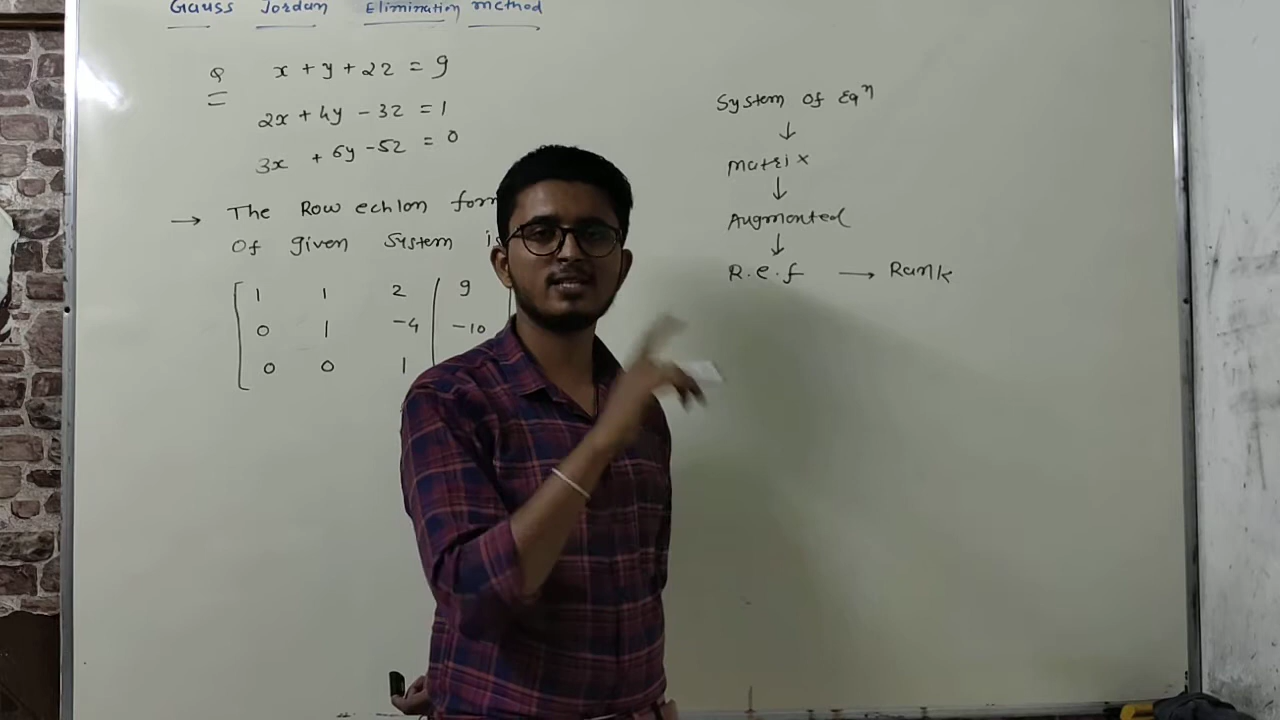 Gauss Jordan Elimination method
Q x + y + 2z = 9
2x + 4y - 3z = 1
3x + 6y - 5z = 0
→ The Row echlon form
Of given System is
1 1 2 | 9
0 1 -4 | -10
0 0 1
System of Eqⁿ
↓
Matrix
↓
Augmented
↓
R.e.f → Rank